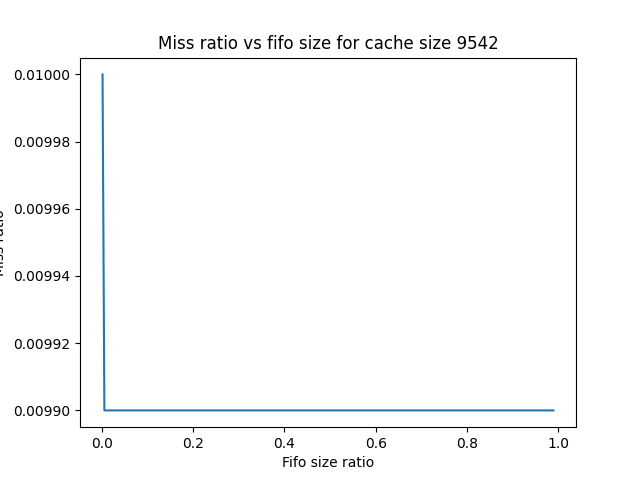 Miss ratio vs fifo size for cache size 9542
0.01000
0.00998
0.00996
0.00994
0.00992
0.00990
Miss ratio
0.0 0.2 0.4 0.6 0.8 1.0
Fifo size ratio